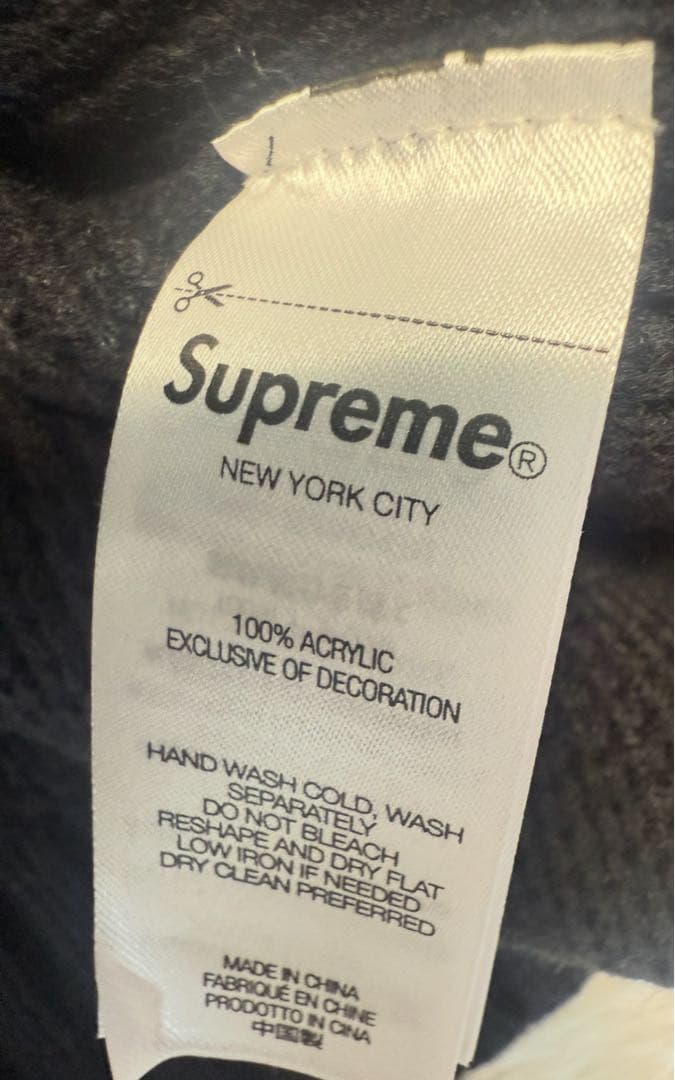 Supreme®
NEW YORK CITY
100% ACRYLIC
EXCLUSIVE OF DECORATION
HAND WASH COLD, WASH
SEPARATELY
DO NOT BLEACH
RESHAPE AND DRY FLAT
LOW IRON IF NEEDED
DRY CLEAN PREFERRED
MADE IN CHINA
FABRIQUÉ EN CHINE
PRODOTTO IN CINA
中国製